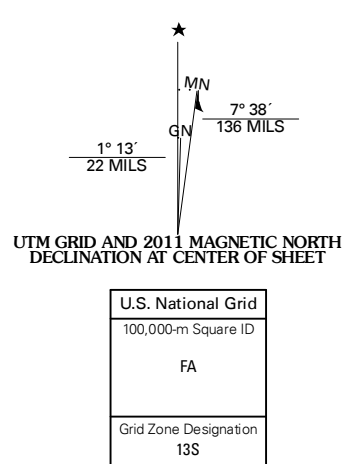 ★
MN
7° 38´
136 MILS
GN
1° 13´
22 MILS
UTM GRID AND 2011 MAGNETIC NORTH
DECLINATION AT CENTER OF SHEET
U.S. National Grid
100,000-m Square ID
FA
Grid Zone Designation
13S